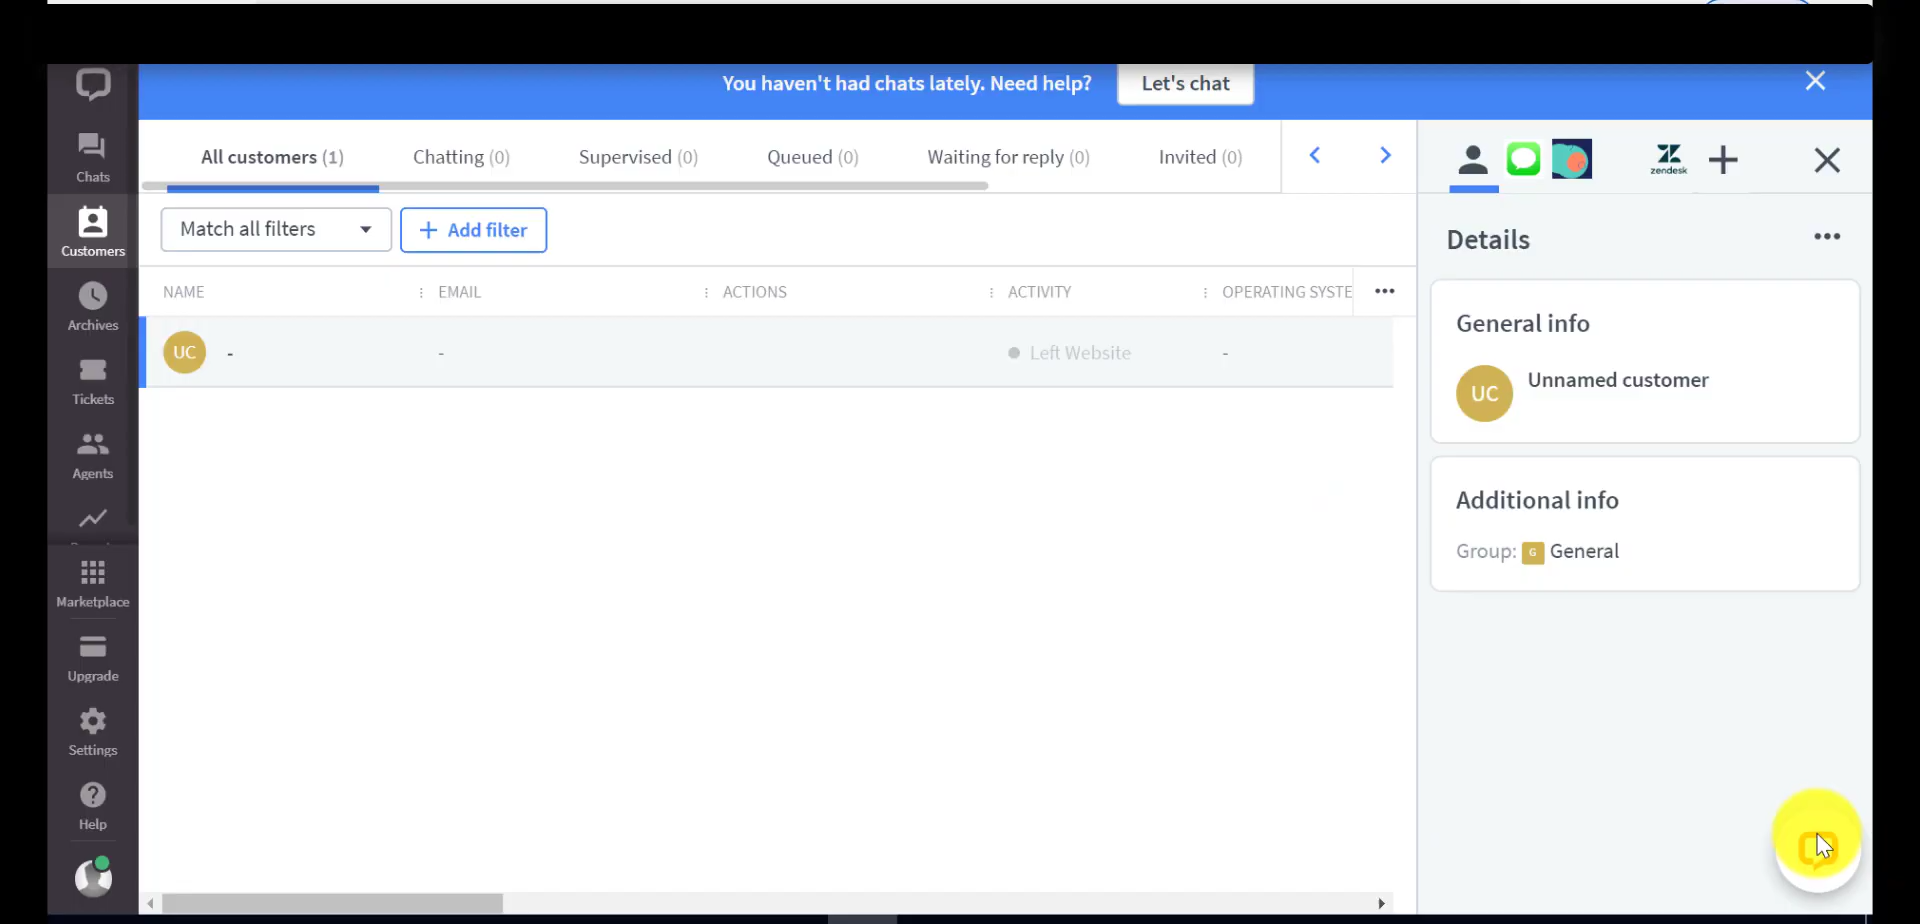 You haven't had chats lately. Need help?
Let's chat
Chats
Customers
Archives
Tickets
Agents
Marketplace
Upgrade
Settings
Help
All customers (1)
Chatting (0)
Supervised (0)
Queued (0)
Waiting for reply (0)
Invited (0)
Match all filters
+ Add filter
NAME
EMAIL
ACTIONS
ACTIVITY
OPERATING SYSTE
UC
-
-
Left Website
-
zendesk
Details
General info
UC
Unnamed customer
Additional info
Group: G General